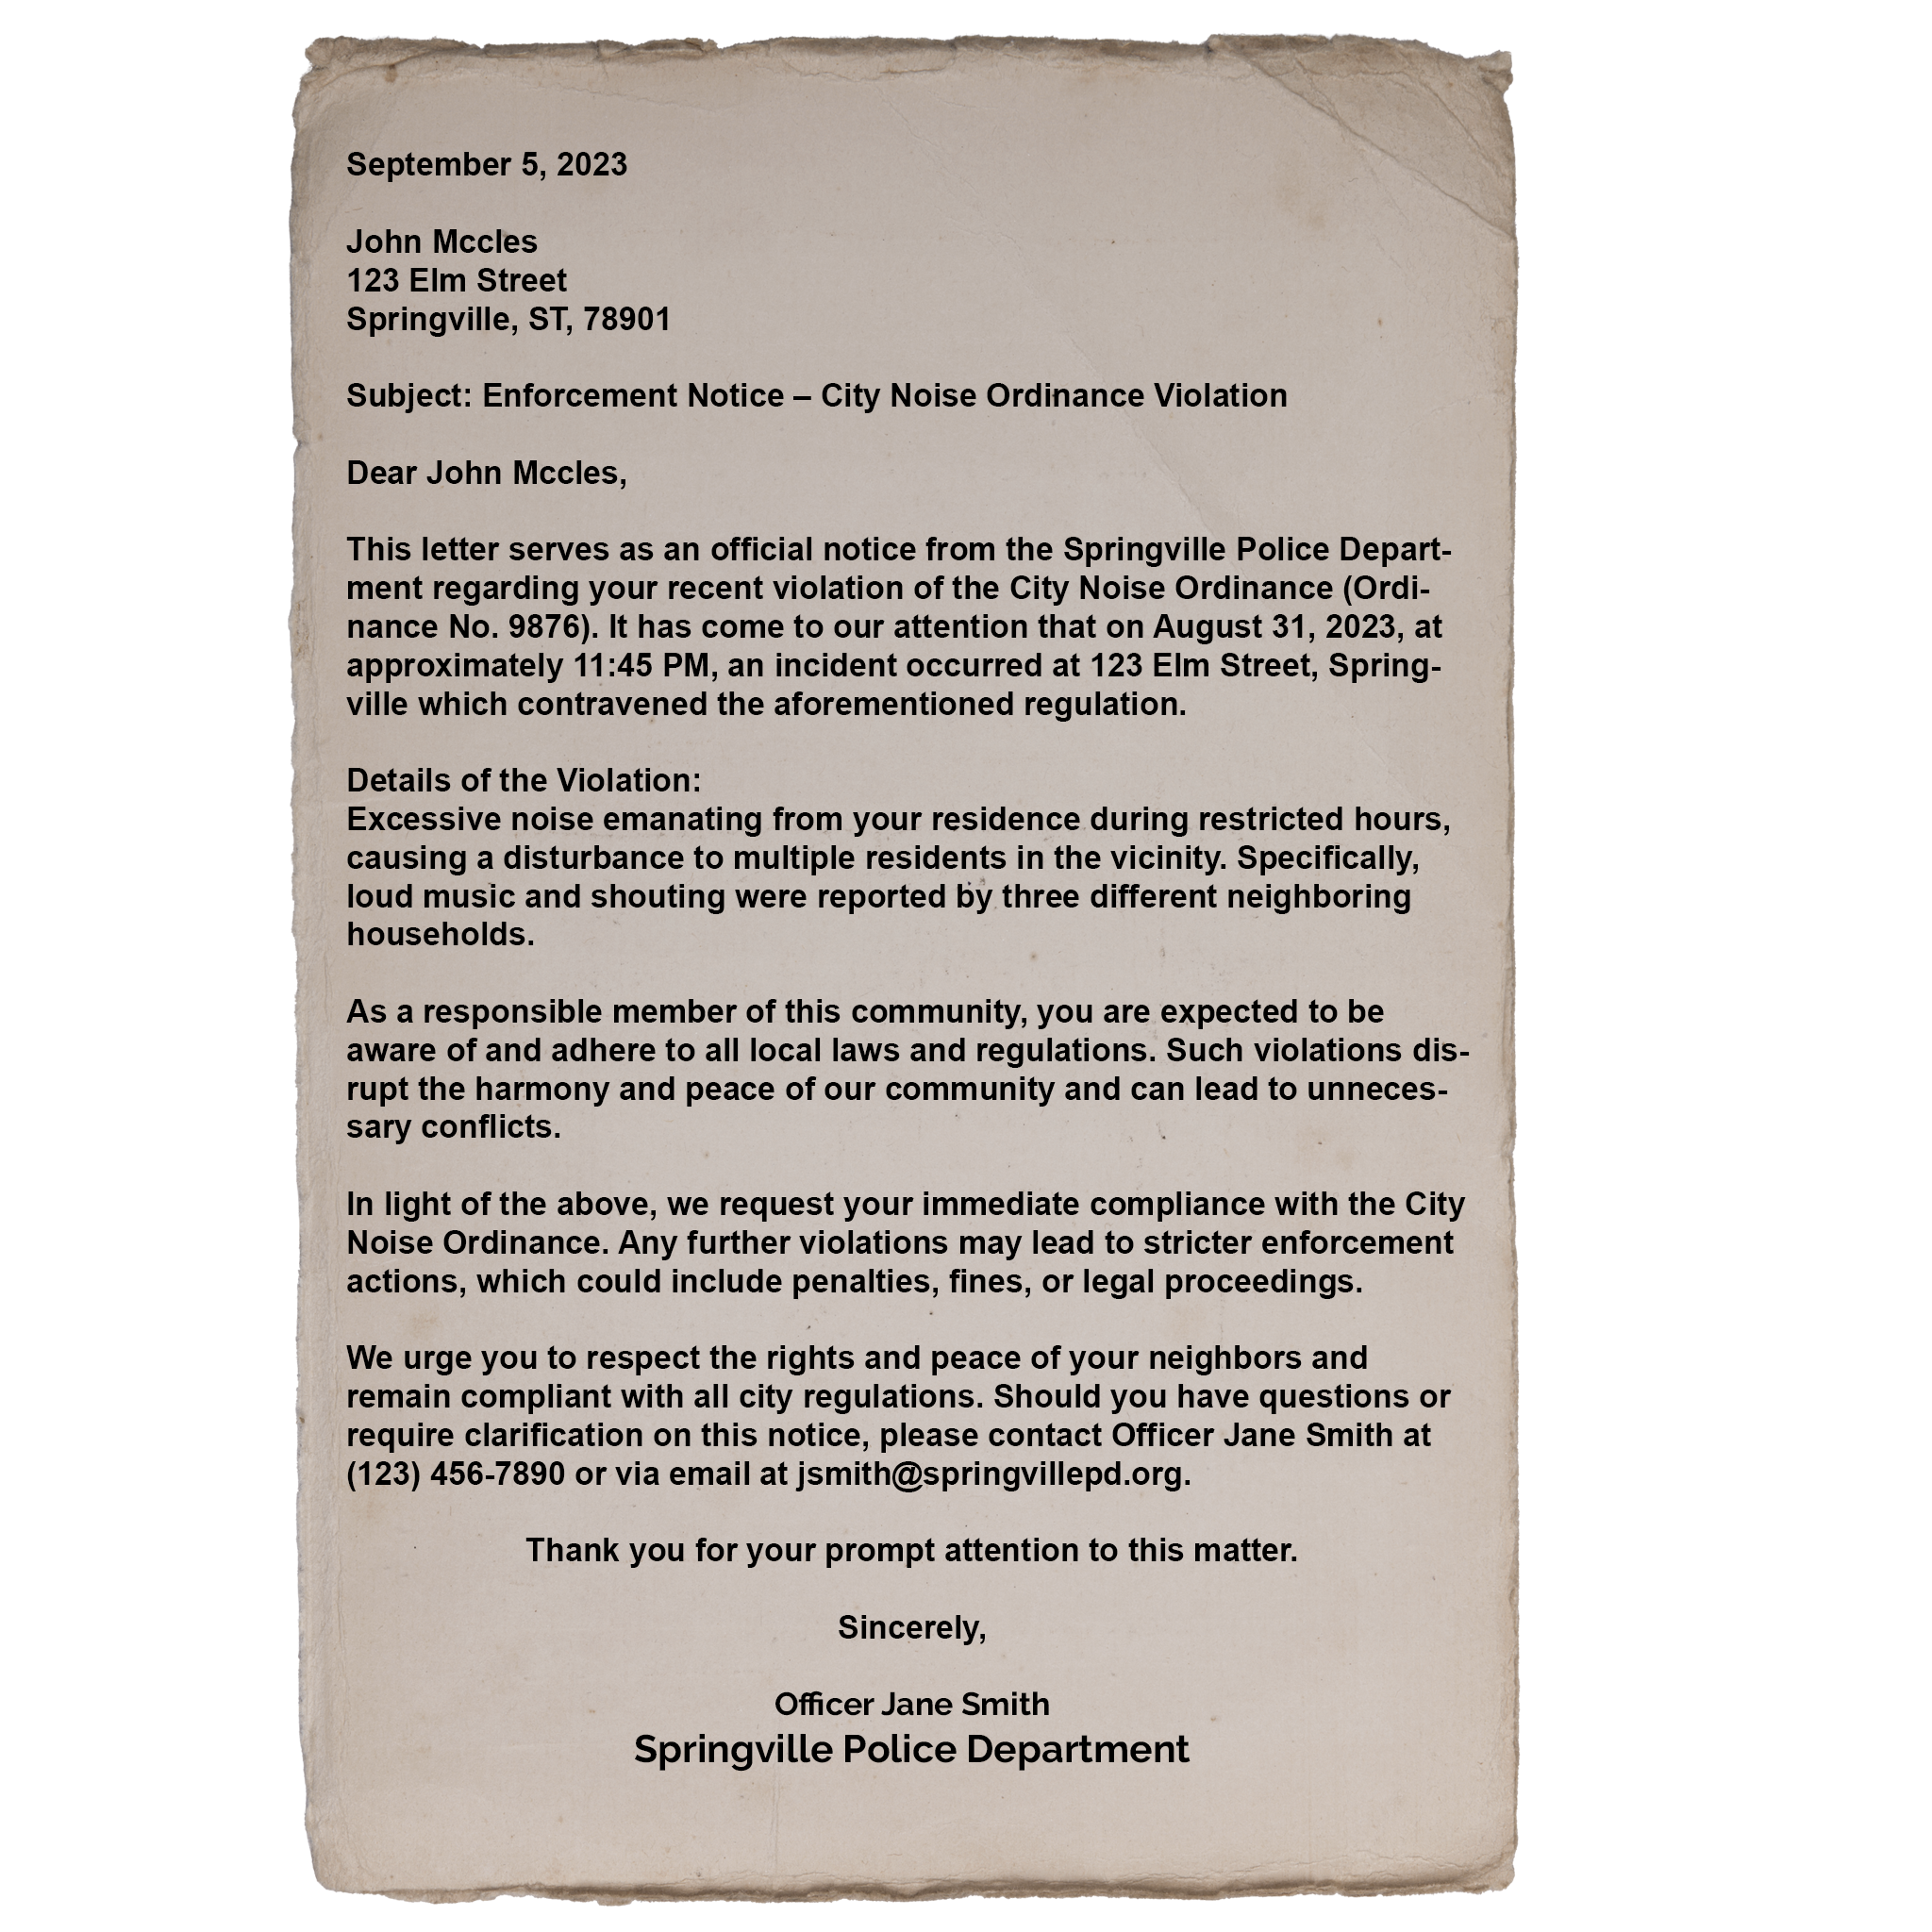 September 5, 2023
John Mccles
123 Elm Street
Springville, ST, 78901
Subject: Enforcement Notice – City Noise Ordinance Violation
Dear John Mccles,
This letter serves as an official notice from the Springville Police Depart-
ment regarding your recent violation of the City Noise Ordinance (Ordi-
nance No. 9876). It has come to our attention that on August 31, 2023, at
approximately 11:45 PM, an incident occurred at 123 Elm Street, Spring-
ville which contravened the aforementioned regulation.
Details of the Violation:
Excessive noise emanating from your residence during restricted hours,
causing a disturbance to multiple residents in the vicinity. Specifically,
loud music and shouting were reported by three different neighboring
households.
As a responsible member of this community, you are expected to be
aware of and adhere to all local laws and regulations. Such violations dis-
rupt the harmony and peace of our community and can lead to unneces-
sary conflicts.
In light of the above, we request your immediate compliance with the City
Noise Ordinance. Any further violations may lead to stricter enforcement
actions, which could include penalties, fines, or legal proceedings.
We urge you to respect the rights and peace of your neighbors and
remain compliant with all city regulations. Should you have questions or
require clarification on this notice, please contact Officer Jane Smith at
(123) 456-7890 or via email at jsmith@springvillepd.org.
Thank you for your prompt attention to this matter.
Sincerely,
Officer Jane Smith
Springville Police Department